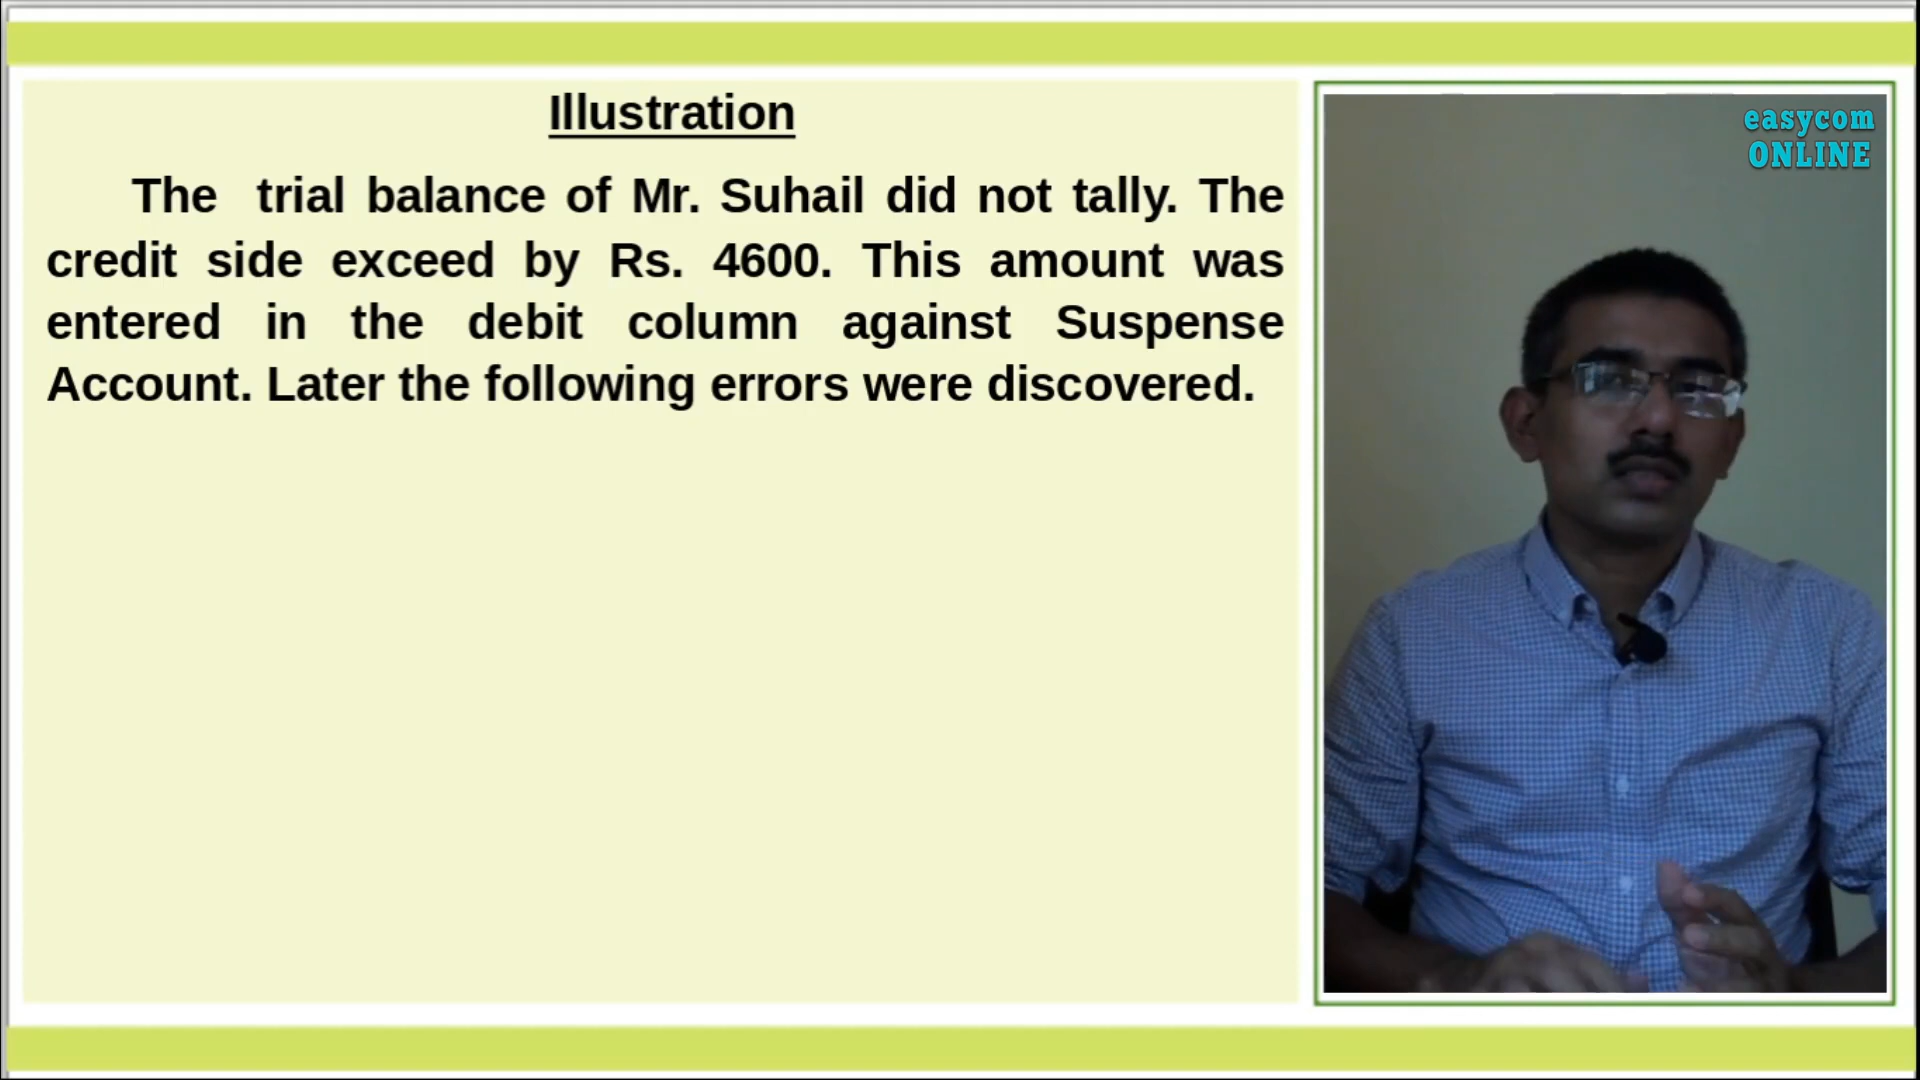 Illustration
The trial balance of Mr. Suhail did not tally. The
credit side exceed by Rs. 4600. This amount was
entered in the debit column against Suspense
Account. Later the following errors were discovered.
easycom
ONLINE